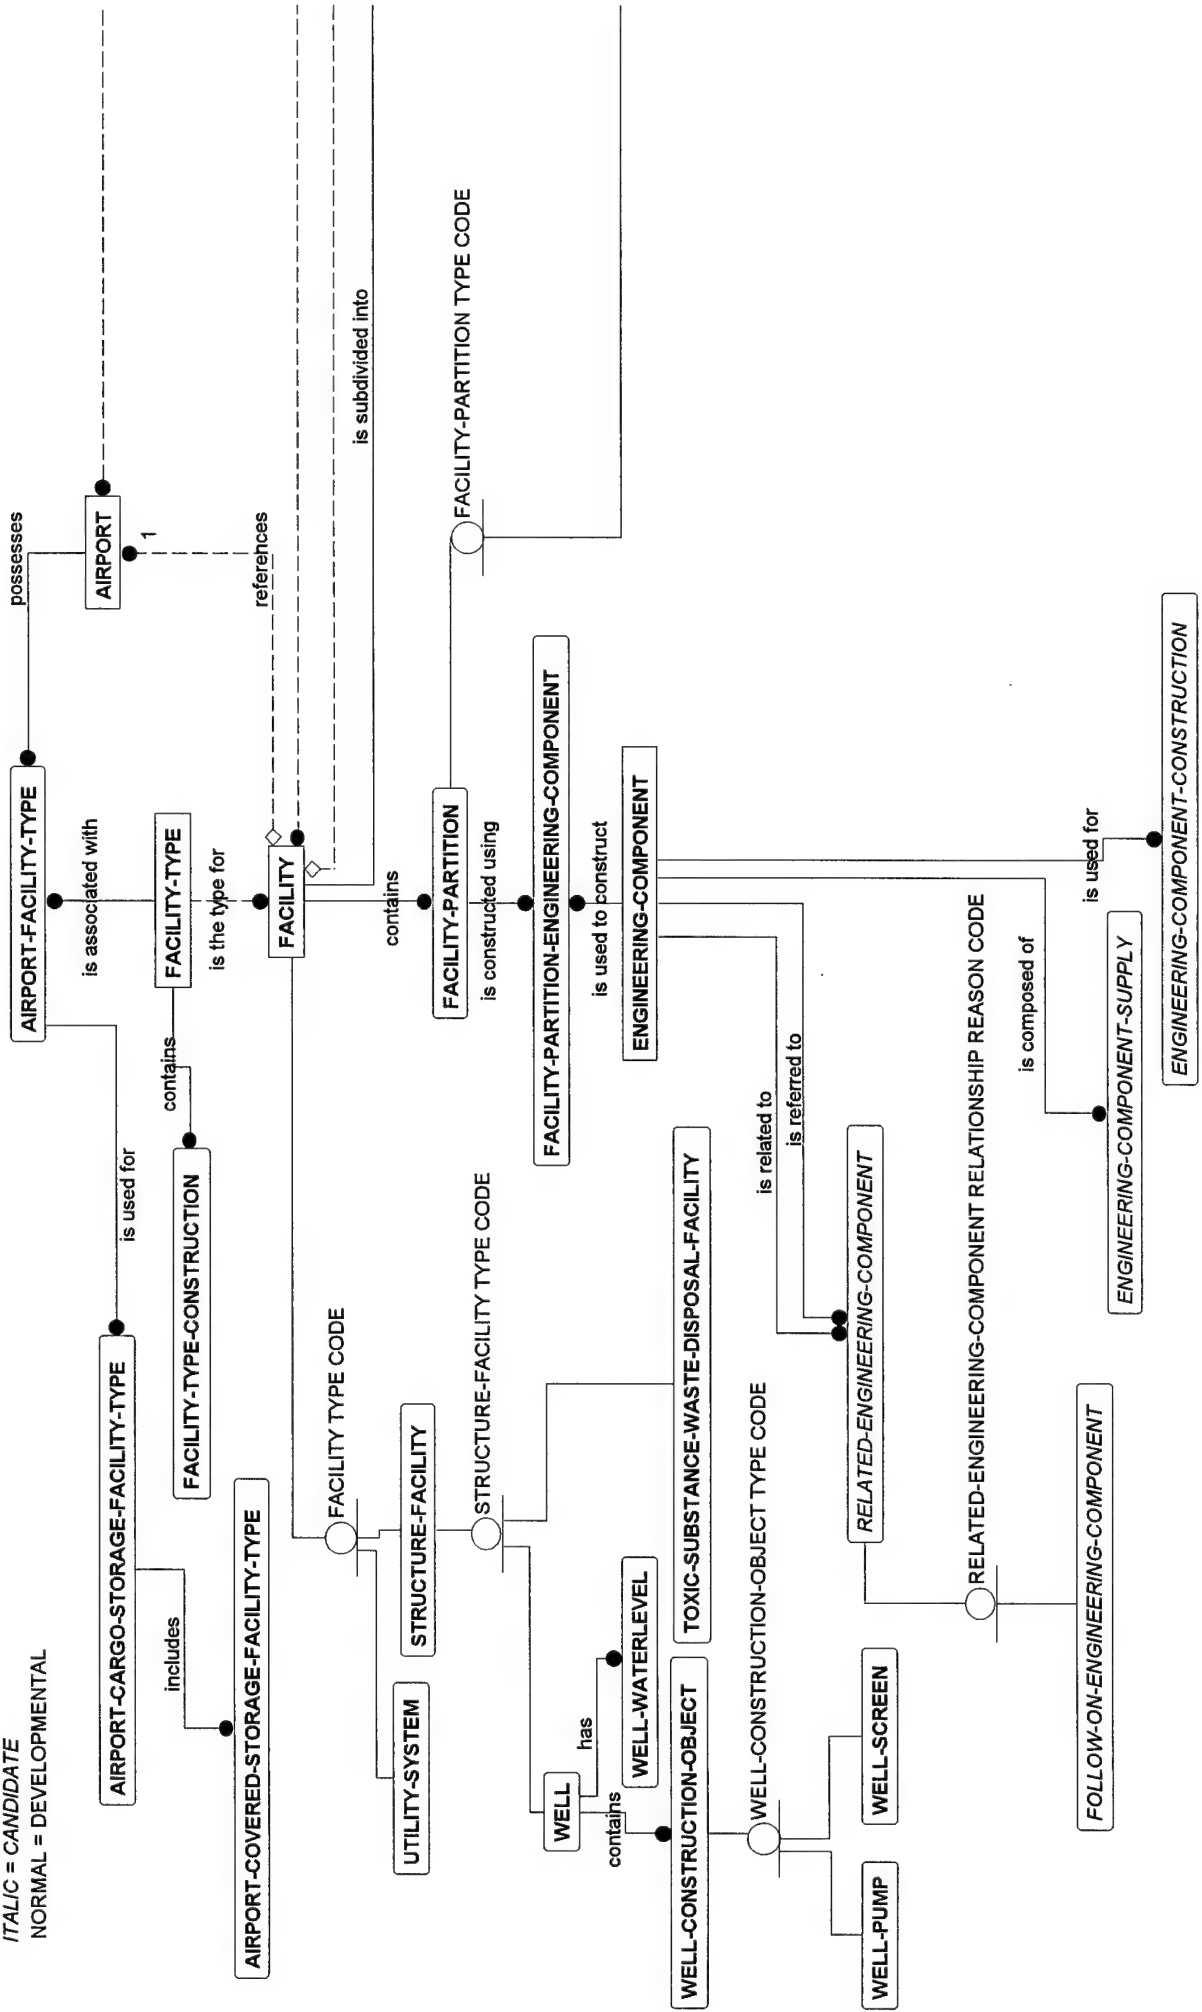 ITALIC = CANDIDATE
NORMAL = DEVELOPMENTAL
AIRPORT-CARGO-STORAGE-FACILITY-TYPE
is used for
AIRPORT-FACILITY-TYPE
possesses
AIRPORT
1
references
is associated with
FACILITY-TYPE
contains
FACILITY-TYPE-CONSTRUCTION
is the type for
includes
AIRPORT-COVERED-STORAGE-FACILITY-TYPE
FACILITY
is subdivided into
FACILITY TYPE CODE
contains
UTILITY-SYSTEM
STRUCTURE-FACILITY
FACILITY-PARTITION
FACILITY-PARTITION TYPE CODE
STRUCTURE-FACILITY TYPE CODE
is constructed using
FACILITY-PARTITION-ENGINEERING-COMPONENT
WELL
has
contains
is used to construct
WELL-WATERLEVEL
ENGINEERING-COMPONENT
WELL-CONSTRUCTION-OBJECT
TOXIC-SUBSTANCE-WASTE-DISPOSAL-FACILITY
WELL-CONSTRUCTION-OBJECT TYPE CODE
is related to
is referred to
WELL-PUMP
WELL-SCREEN
RELATED-ENGINEERING-COMPONENT
RELATED-ENGINEERING-COMPONENT RELATIONSHIP REASON CODE
is composed of
is used for
FOLLOW-ON-ENGINEERING-COMPONENT
ENGINEERING-COMPONENT-SUPPLY
ENGINEERING-COMPONENT-CONSTRUCTION